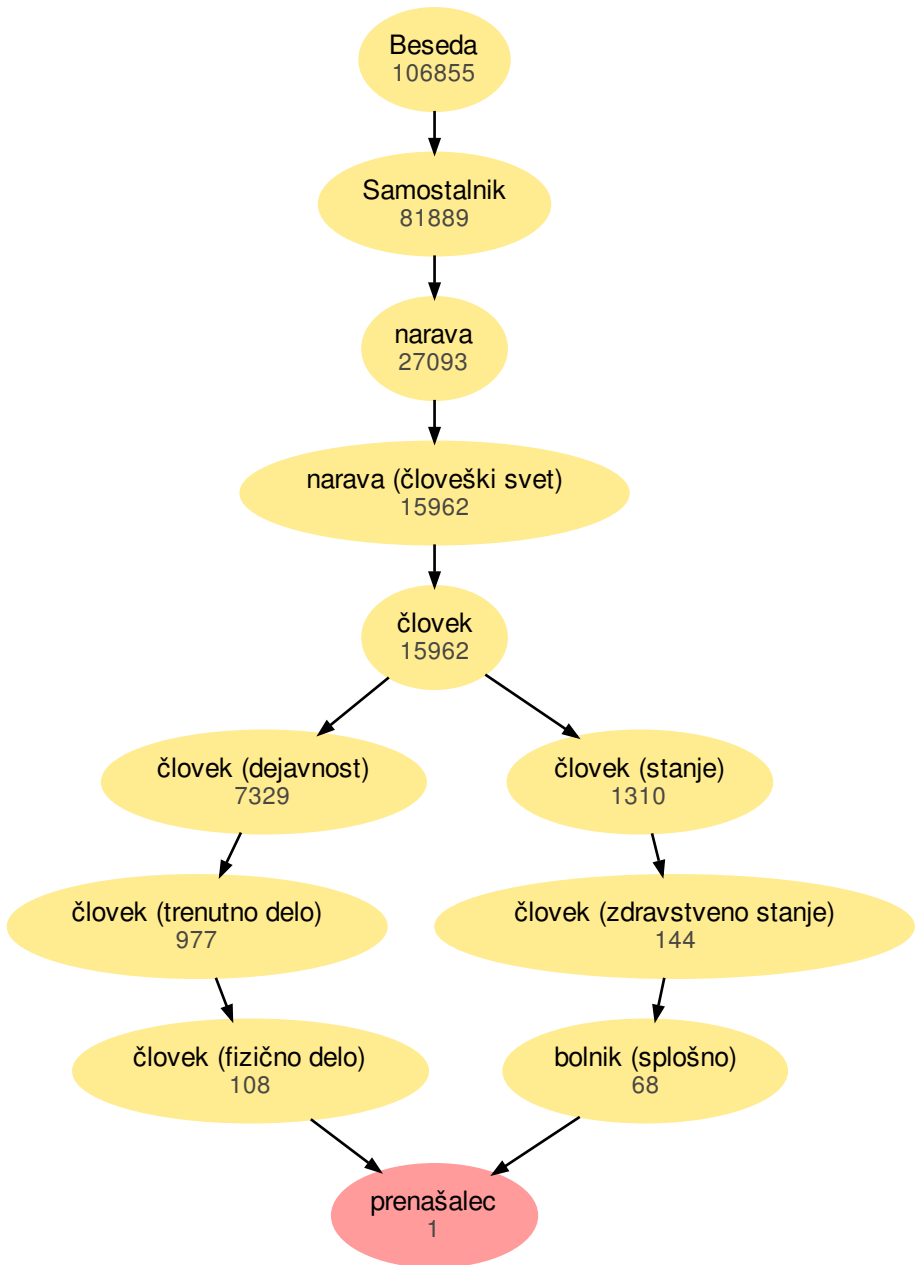 Beseda
106855
Samostalnik
81889
narava
27093
narava (človeški svet)
15962
človek
15962
človek (dejavnost)
7329
človek (stanje)
1310
človek (trenutno delo)
977
človek (zdravstveno stanje)
144
človek (fizično delo)
108
bolnik (splošno)
68
prenašalec
1